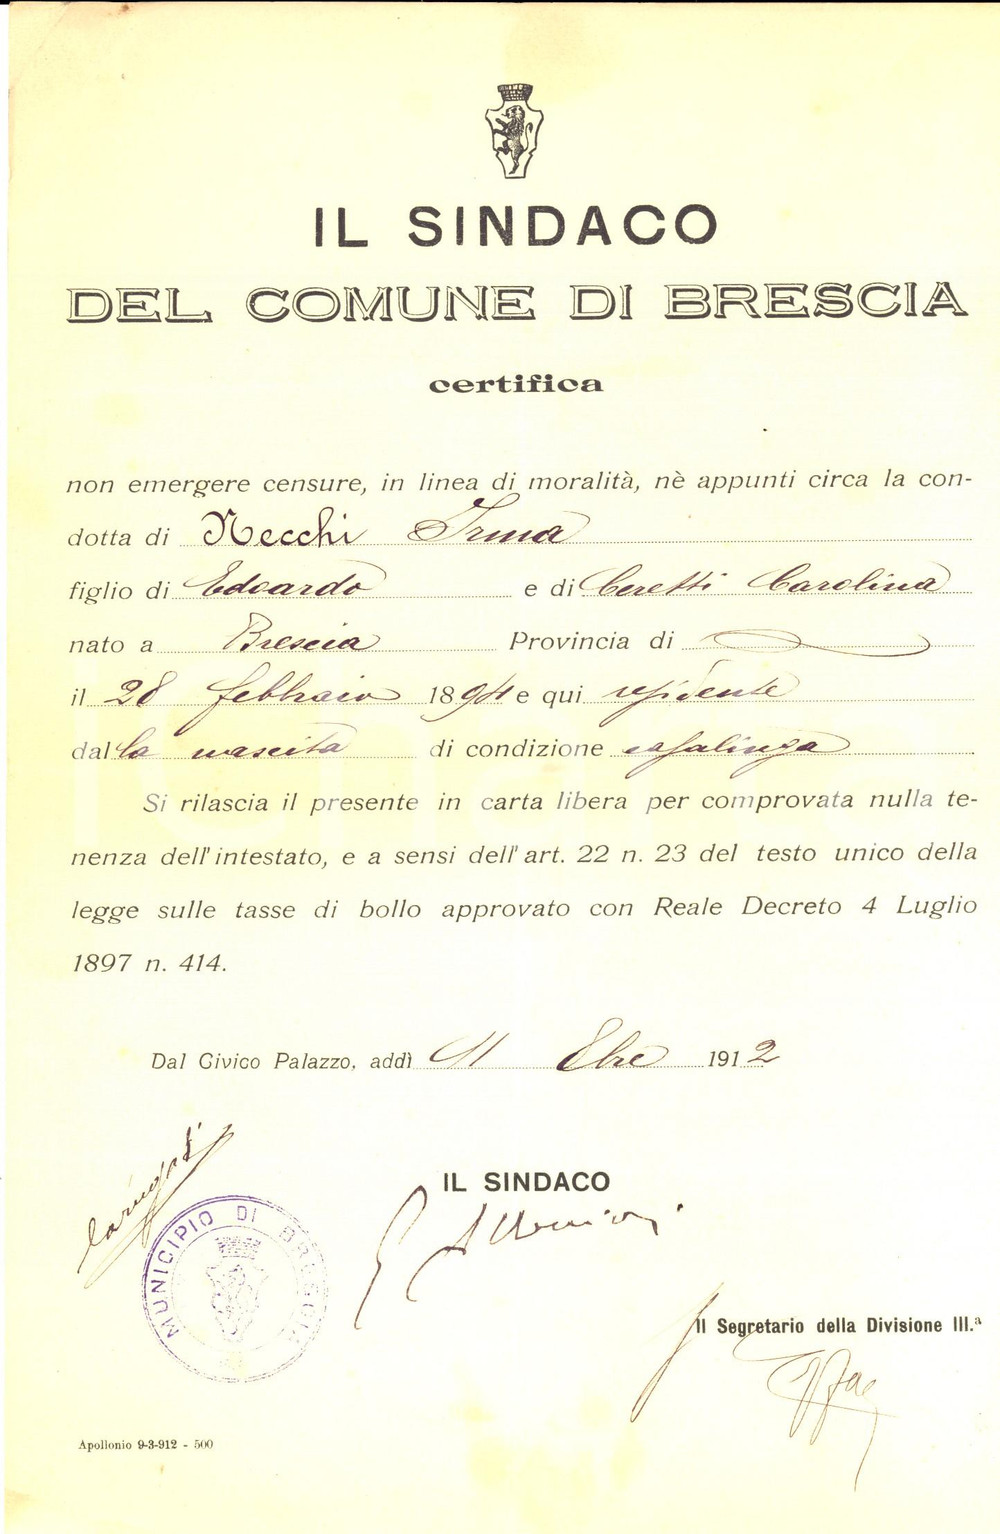 IL SINDACO
DEL COMUNE DI BRESCIA
certifica
non emergere censure, in linea di moralità, nè appunti circa la con-
dotta di Necchi Irma
figlio di Edoardo e di Ceretti Carolina
nato a Brescia Provincia di
il 28 febbraio 1894 e qui residente
dalla nascita di condizione casalinga
Si rilascia il presente in carta libera per comprovata nulla te-
nenza dell'intestato, e a sensi dell'art. 22 n. 23 del testo unico della
legge sulle tasse di bollo approvato con Reale Decreto 4 Luglio
1897 n. 414.
Dal Civico Palazzo, addì 11 8bre 1912
IL SINDACO
MUNICIPIO DI BRESCIA
Il Segretario della Divisione III.ª
Apollonio 9-3-912 - 500